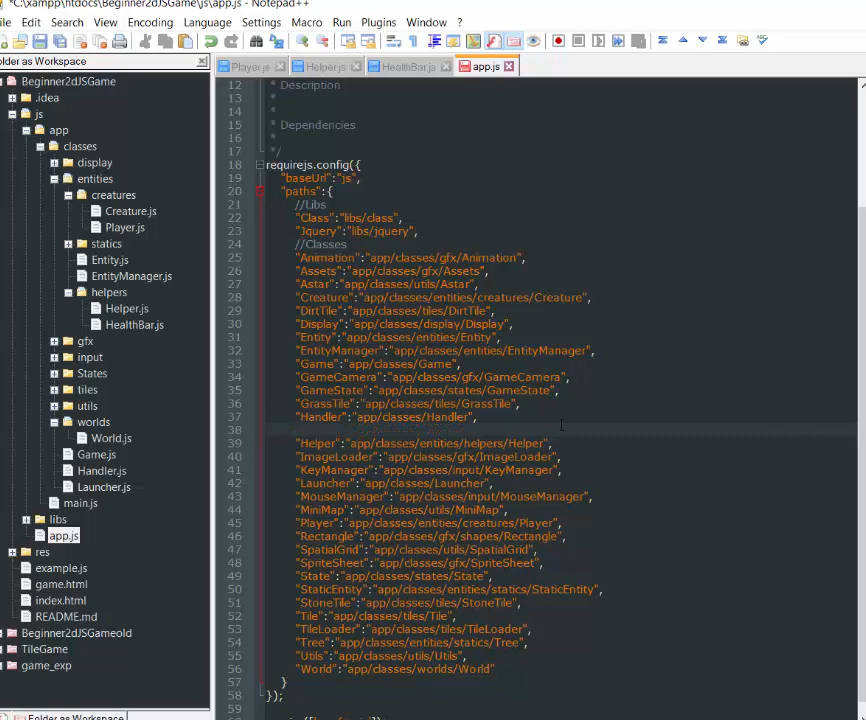 *C:\xampp\htdocs\Beginner2dJSGame\js\app.js - Notepad++
File Edit Search View Encoding Language Settings Macro Run Plugins Window ?
older as Workspace
Player.js Helper.js HealthBar.js app.js
Beginner2dJSGame
.idea
js
app
classes
display
entities
creatures
Creature.js
Player.js
statics
Entity.js
EntityManager.js
helpers
Helper.js
HealthBar.js
gfx
input
States
tiles
utils
worlds
World.js
Game.js
Handler.js
Launcher.js
main.js
libs
app.js
res
example.js
game.html
index.html
README.md
Beginner2dJSGameold
TileGame
game_exp
Folder as Workspace
12 * Description
13 *
14 *
15 * Dependencies
16 *
17 */
18 requirejs.config({
19 "baseUrl":"js",
20 "paths":{
21 //Libs
22 "Class":"libs/class",
23 "Jquery":"libs/jquery",
24 //Classes
25 "Animation":"app/classes/gfx/Animation",
26 "Assets":"app/classes/gfx/Assets",
27 "Astar":"app/classes/utils/Astar",
28 "Creature":"app/classes/entities/creatures/Creature",
29 "DirtTile":"app/classes/tiles/DirtTile",
30 "Display":"app/classes/display/Display",
31 "Entity":"app/classes/entities/Entity",
32 "EntityManager":"app/classes/entities/EntityManager",
33 "Game":"app/classes/Game",
34 "GameCamera":"app/classes/gfx/GameCamera",
35 "GameState":"app/classes/states/GameState",
36 "GrassTile":"app/classes/tiles/GrassTile",
37 "Handler":"app/classes/Handler",
38
39 "Helper":"app/classes/entities/helpers/Helper",
40 "ImageLoader":"app/classes/gfx/ImageLoader",
41 "KeyManager":"app/classes/input/KeyManager",
42 "Launcher":"app/classes/Launcher",
43 "MouseManager":"app/classes/input/MouseManager",
44 "MiniMap":"app/classes/utils/MiniMap",
45 "Player":"app/classes/entities/creatures/Player",
46 "Rectangle":"app/classes/gfx/shapes/Rectangle",
47 "SpatialGrid":"app/classes/utils/SpatialGrid",
48 "SpriteSheet":"app/classes/gfx/SpriteSheet",
49 "State":"app/classes/states/State",
50 "StaticEntity":"app/classes/entities/statics/StaticEntity",
51 "StoneTile":"app/classes/tiles/StoneTile",
52 "Tile":"app/classes/tiles/Tile",
53 "TileLoader":"app/classes/tiles/TileLoader",
54 "Tree":"app/classes/entities/statics/Tree",
55 "Utils":"app/classes/utils/Utils",
56 "World":"app/classes/worlds/World"
57 }
58 });
59